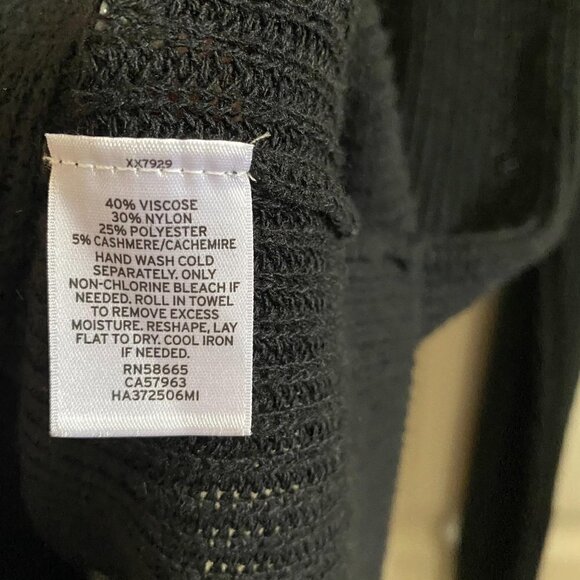 XX7929
40% VISCOSE
30% NYLON
25% POLYESTER
5% CASHMERE/CACHEMIRE
HAND WASH COLD
SEPARATELY. ONLY
NON-CHLORINE BLEACH IF
NEEDED. ROLL IN TOWEL
TO REMOVE EXCESS
MOISTURE. RESHAPE, LAY
FLAT TO DRY. COOL IRON
IF NEEDED.
RN58665
CA57963
HA372506MI